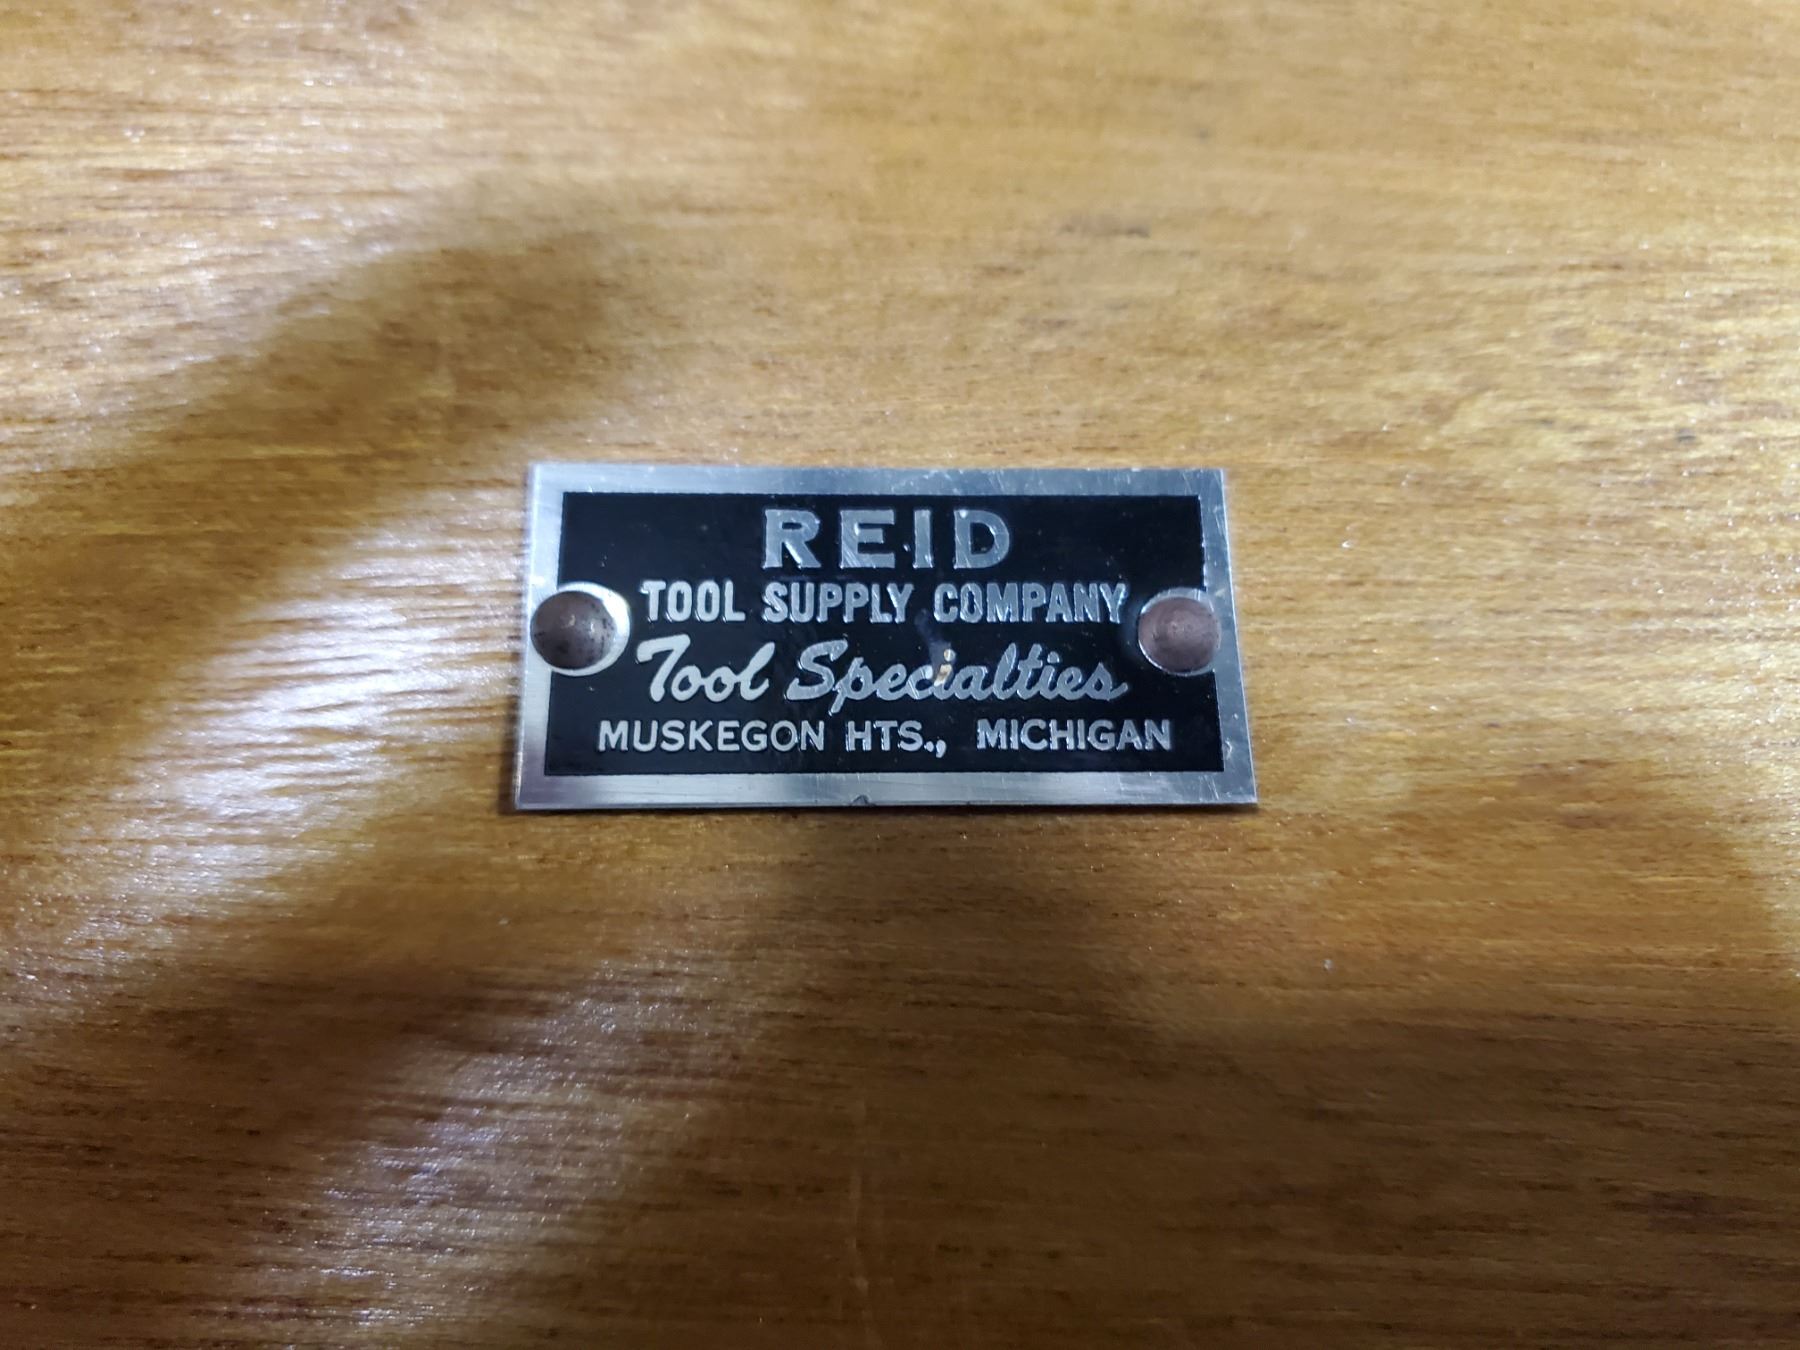 REID
TOOL SUPPLY COMPANY
Tool Specialties
MUSKEGON HTS., MICHIGAN